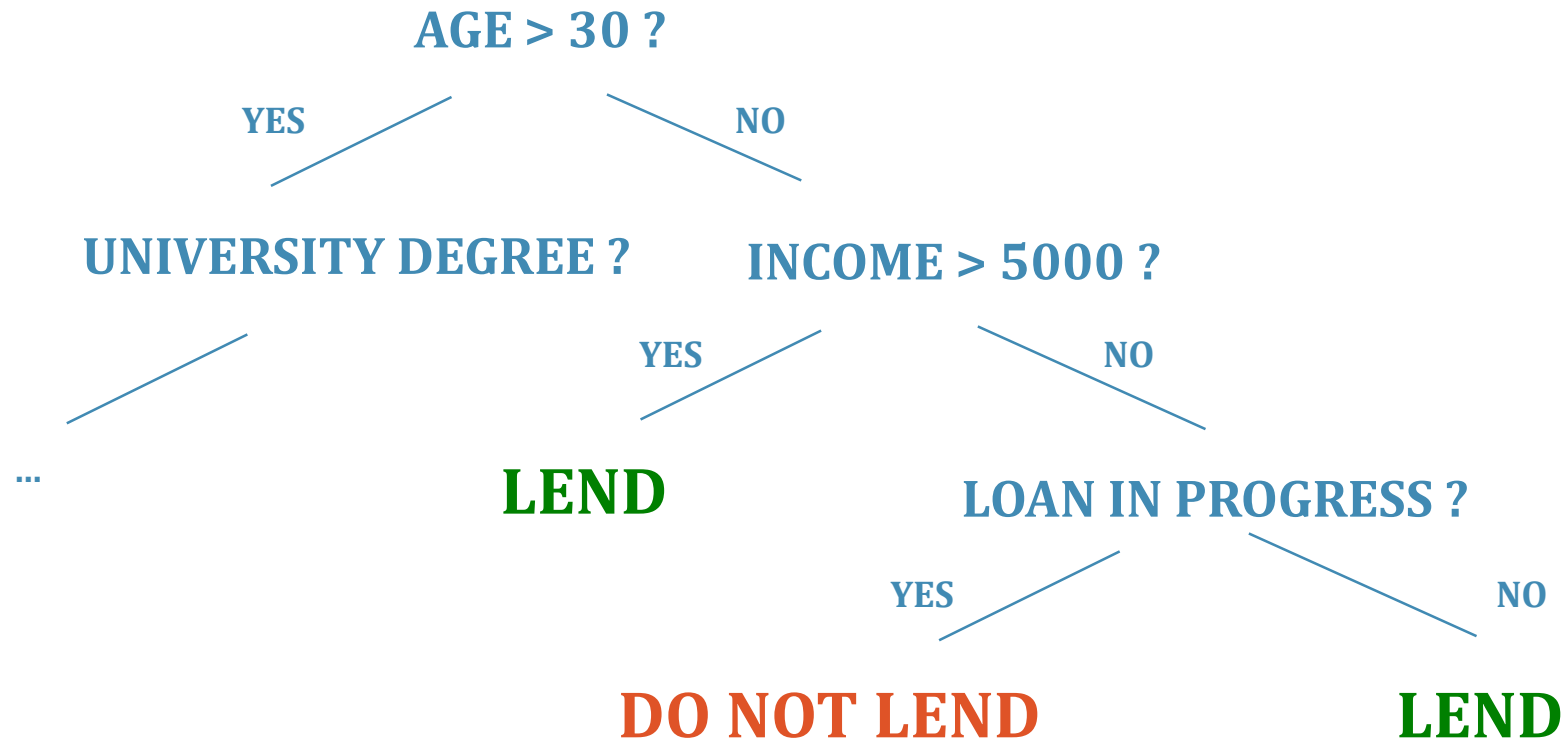 AGE > 30 ?
YES
NO
UNIVERSITY DEGREE ?
INCOME > 5000 ?
YES
NO
...
LEND
LOAN IN PROGRESS ?
YES
NO
DO NOT LEND
LEND